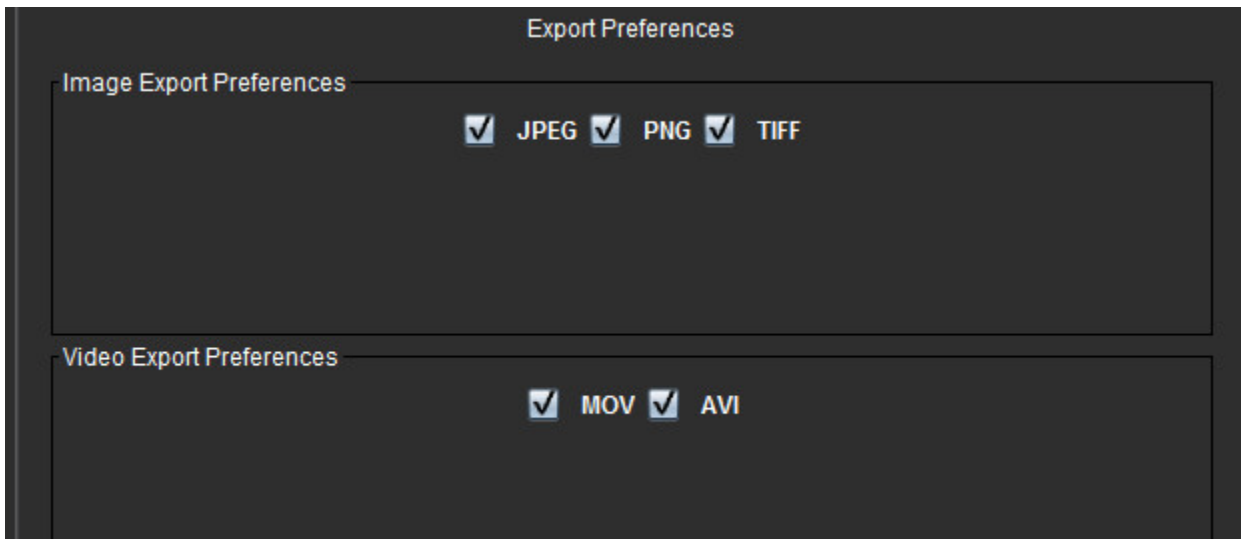 Export Preferences
Image Export Preferences
JPEG PNG TIFF
Video Export Preferences
MOV AVI